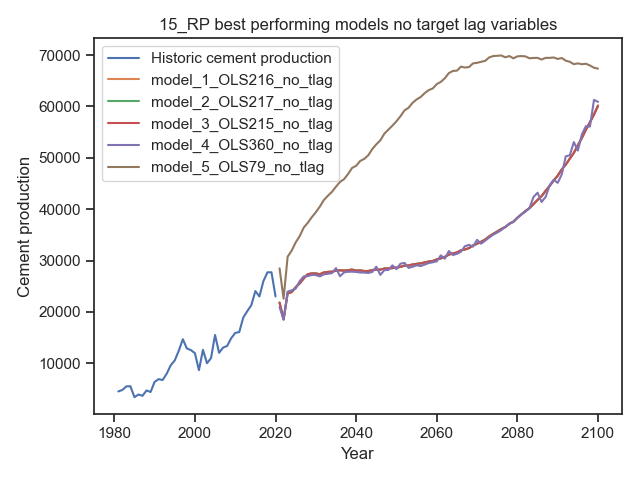 15_RP best performing models no target lag variables
Historic cement production
model_1_OLS216_no_tlag
model_2_OLS217_no_tlag
model_3_OLS215_no_tlag
model_4_OLS360_no_tlag
model_5_OLS79_no_tlag
Cement production
70000
60000
50000
40000
30000
20000
10000
1980 2000 2020 2040 2060 2080 2100
Year